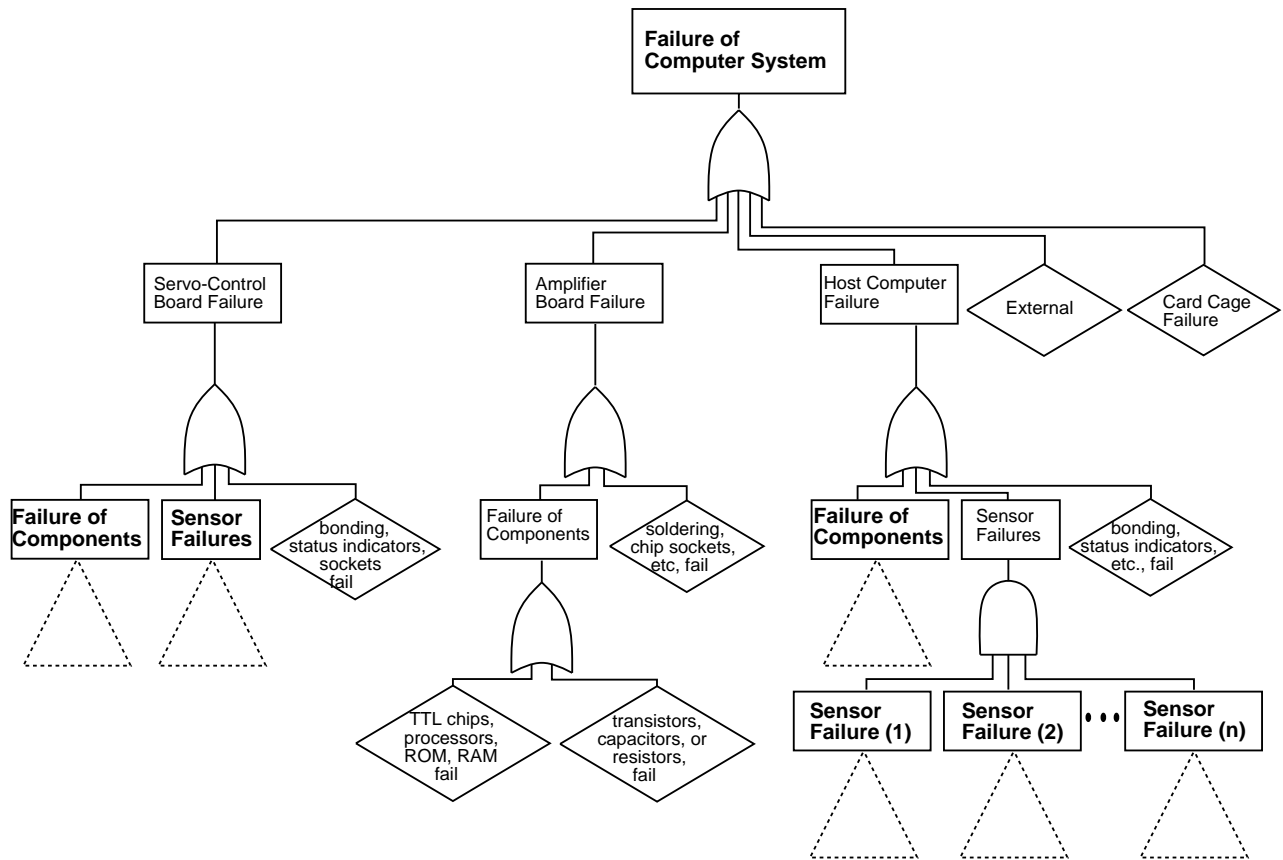 Failure of
Computer System
Servo-Control
Board Failure
Amplifier
Board Failure
Host Computer
Failure
External
Card Cage
Failure
Failure of
Components
Sensor
Failures
bonding,
status indicators,
sockets
fail
Failure of
Components
soldering,
chip sockets,
etc, fail
Failure of
Components
Sensor
Failures
bonding,
status indicators,
etc., fail
TTL chips,
processors,
ROM, RAM
fail
transistors,
capacitors, or
resistors,
fail
Sensor
Failure (1)
Sensor
Failure (2)
Sensor
Failure (n)